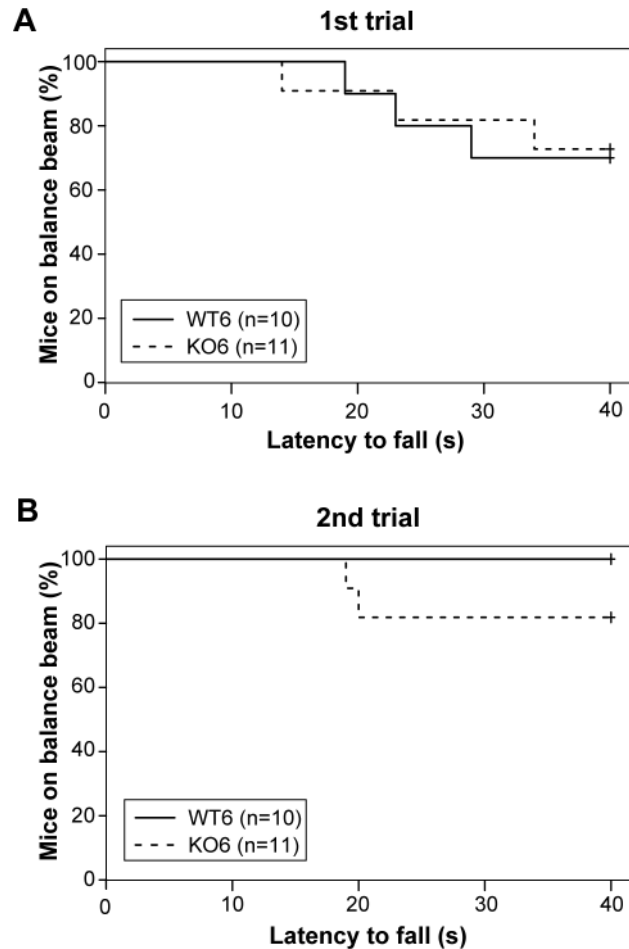 A
1st trial
Mice on balance beam (%)
100
80
60
40
20
0
WT6 (n=10)
KO6 (n=11)
0 10 20 30 40
Latency to fall (s)
B
2nd trial
Mice on balance beam (%)
100
80
60
40
20
0
WT6 (n=10)
KO6 (n=11)
0 10 20 30 40
Latency to fall (s)